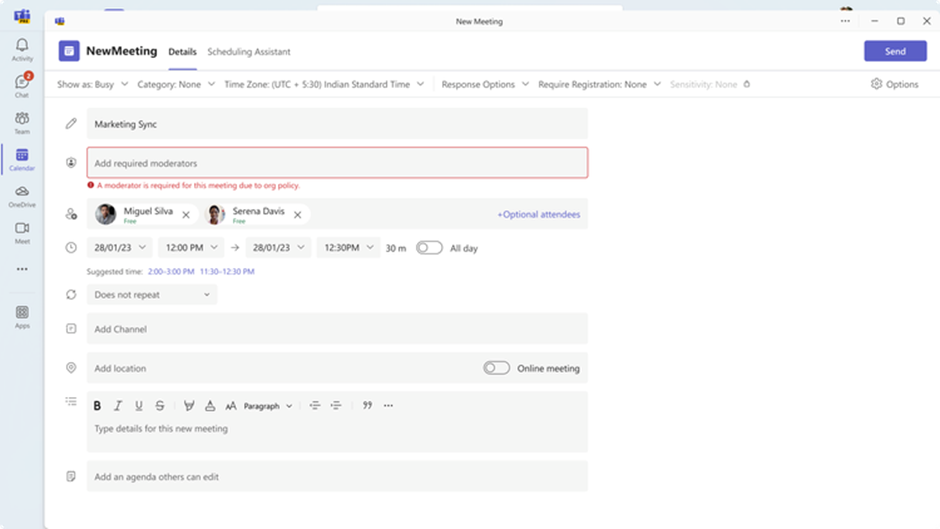 New Meeting
NewMeeting Details Scheduling Assistant Send
Show as: Busy Category: None Time Zone: (UTC + 5:30) Indian Standard Time Response Options Require Registration: None Sensitivity: None Options
Activity
2
Chat
Team
Calendar
OneDrive
Meet
Apps
Marketing Sync
Add required moderators
A moderator is required for this meeting due to org policy.
Miguel Silva Serena Davis +Optional attendees
Free Free
28/01/23 12:00 PM → 28/01/23 12:30PM 30 m All day
Suggested time: 2:00–3:00 PM 11:30–12:30 PM
Does not repeat
Add Channel
Add location Online meeting
B I U S AA Paragraph
Type details for this new meeting
Add an agenda others can edit